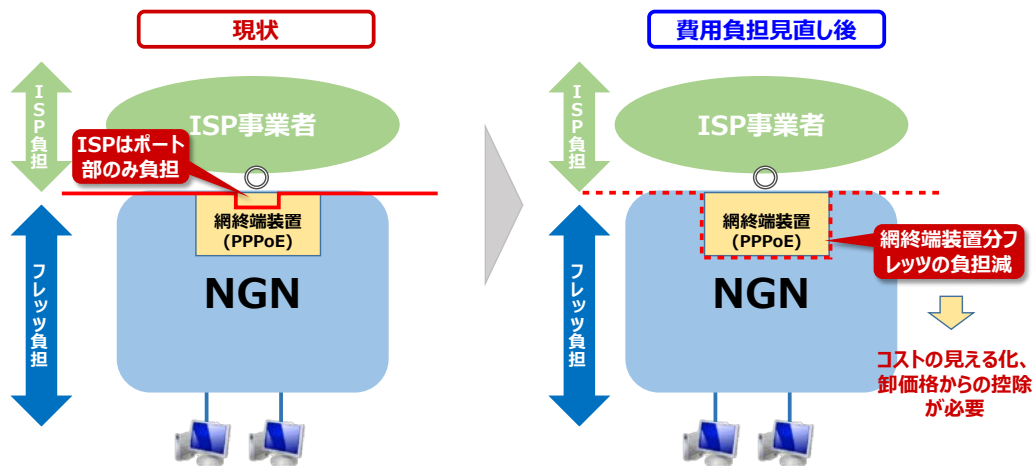 現状
ISP負担
ISP事業者
ISPはポート
部のみ負担
網終端装置
(PPPoE)
NGN
フレッツ負担
費用負担見直し後
ISP負担
ISP事業者
網終端装置
(PPPoE)
網終端装置分フ
レッツの負担減
NGN
フレッツ負担
コストの見える化、
卸価格からの控除
が必要